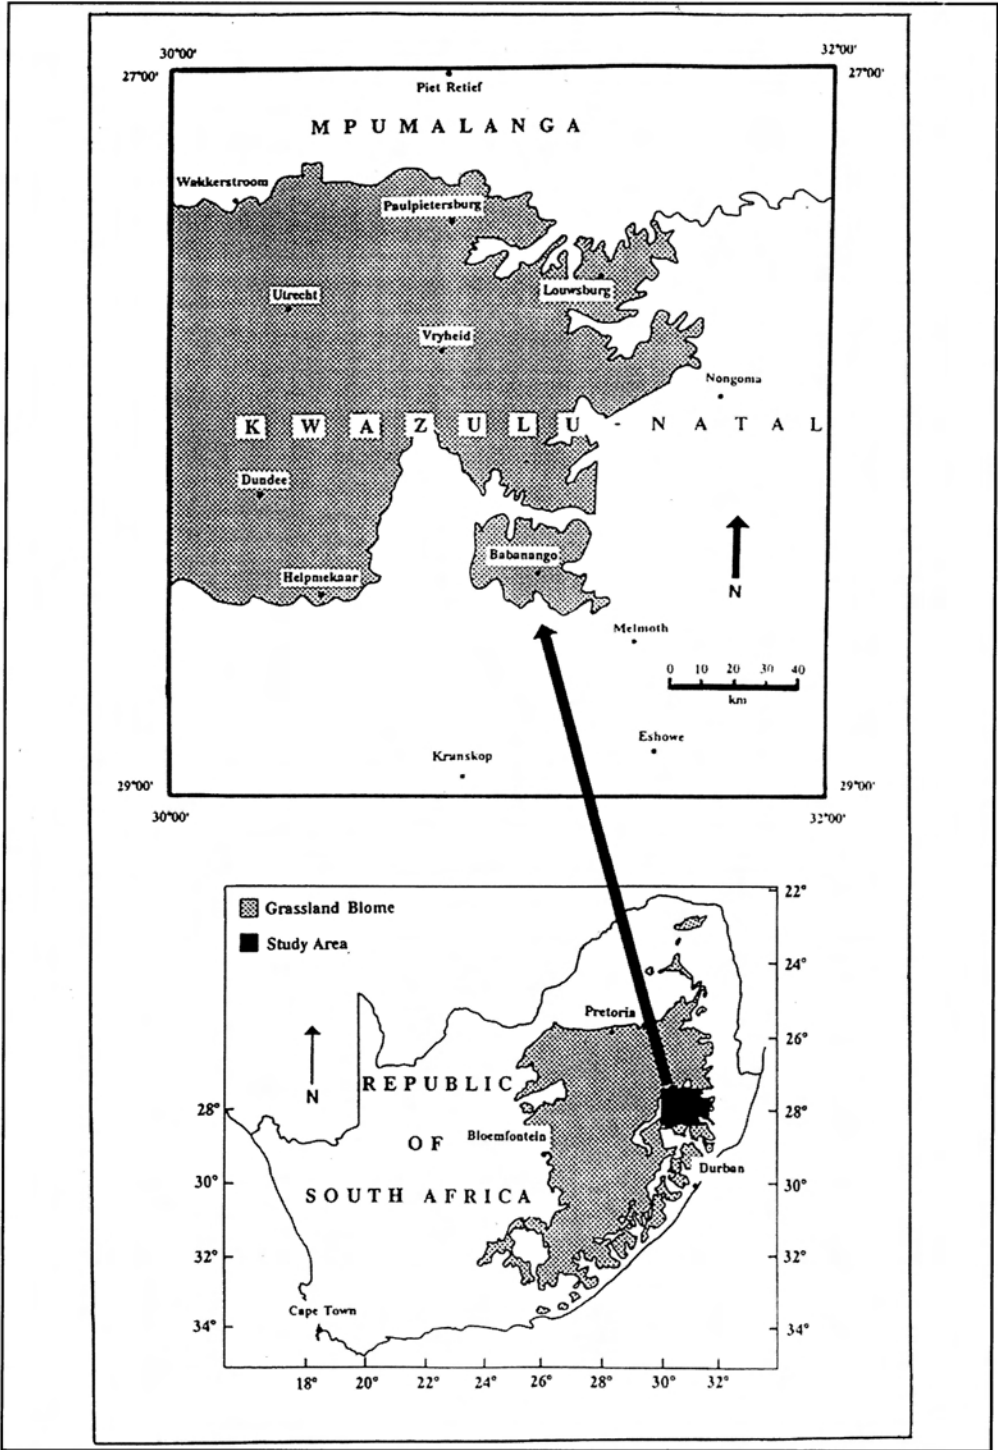 30°00'
32°00'
27°00'
27°00'
Piet Retief
MPUMALANGA
Wakkerstroom
Paulpietersburg
Louwsburg
Utrecht
Vryheid
Nongoma
KWAZULU - NATAL
Dundee
Babanango
Helpmekaar
N
Melmoth
0 10 20 30 40
km
Eshowe
Kranskop
29°00'
29°00'
30°00'
32°00'
Grassland Biome
Study Area
22°
24°
Pretoria
26°
REPUBLIC
N
28°
28°
OF
Bloemfontein
Durban
30°
30°
SOUTH AFRICA
32°
32°
Cape Town
34°
34°
18° 20° 22° 24° 26° 28° 30° 32°